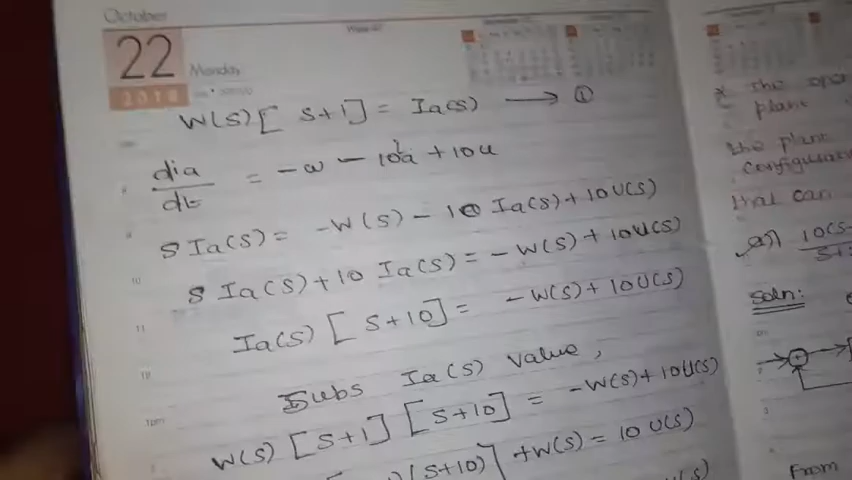 October
22
Monday
2018
W(S)[ S+1] = Ia(S) → ①
dia/dt = -ω - 10ia + 10u
S Ia(S) = -W(S) - 10 Ia(S) + 10U(S)
S Ia(S) + 10 Ia(S) = -W(S) + 10U(S)
Ia(S) [ S+10] = -W(S) + 10U(S)
Subs Ia(S) value,
W(S) [S+1] [S+10] = -W(S) + 10U(S)
(S+10)] + W(S) = 10 U(S)
the
plant
the plant
that can
Soln:
From